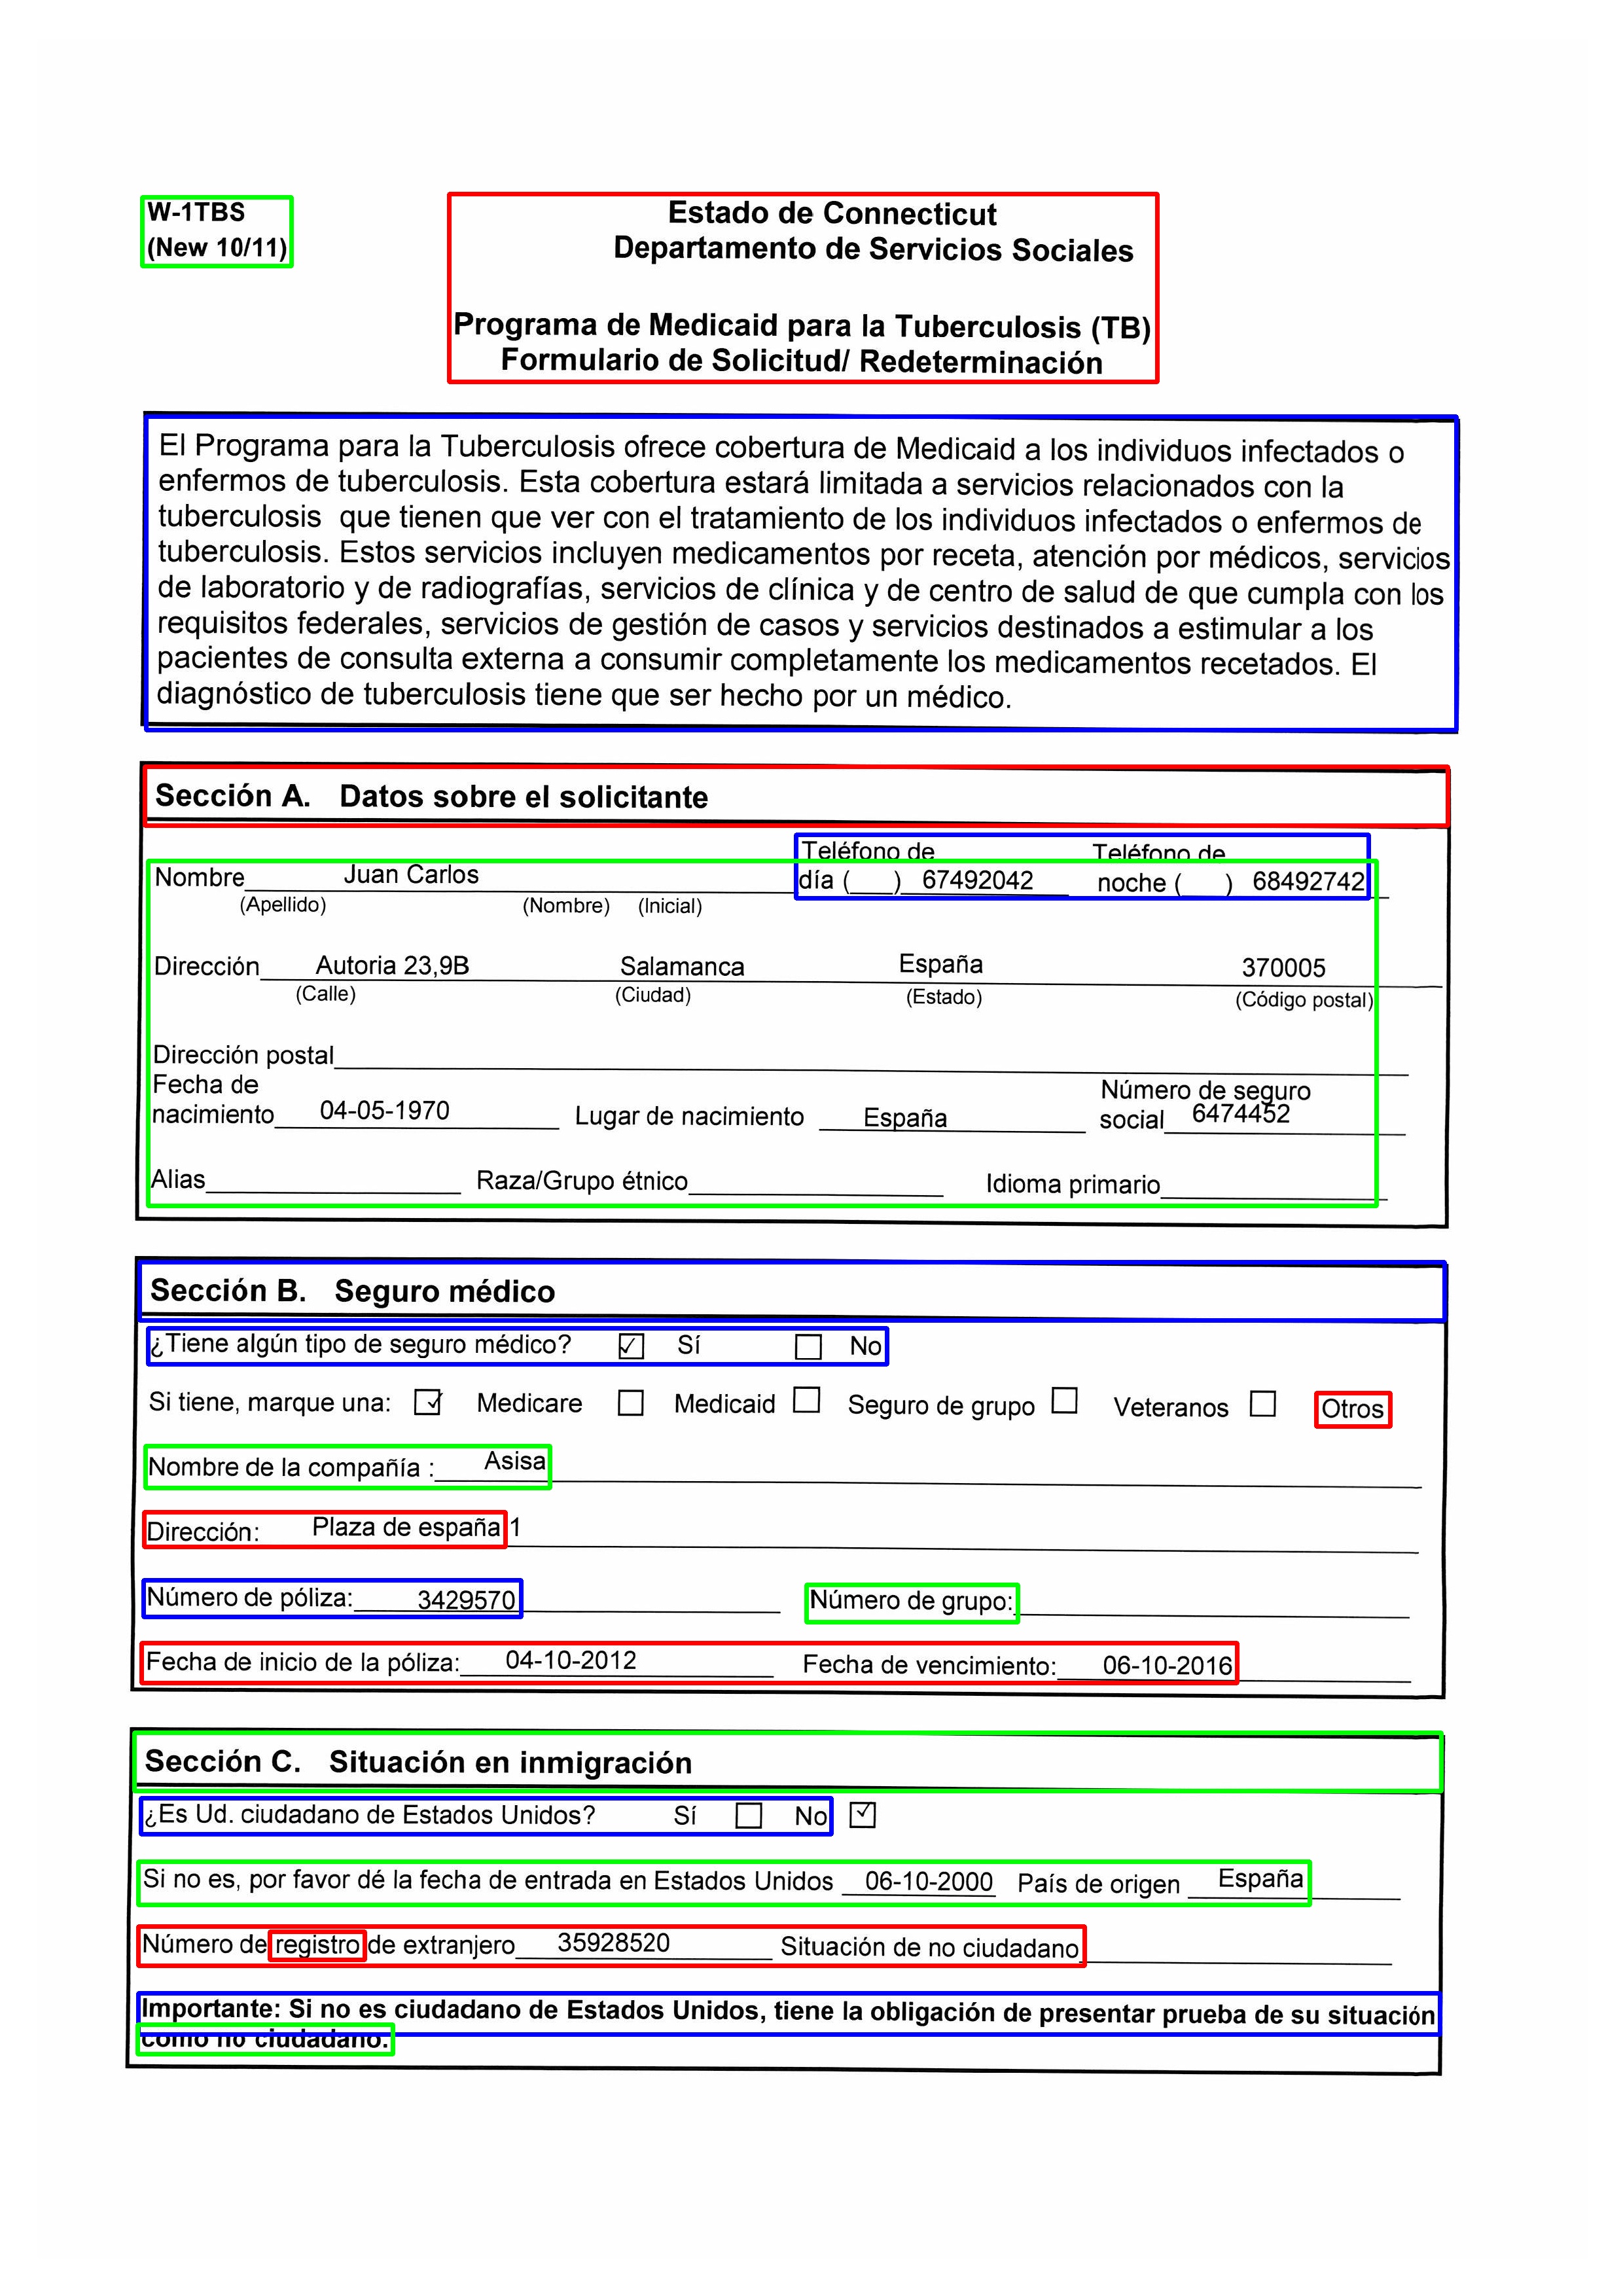 W-1TBS
(New 10/11)
Estado de Connecticut
Departamento de Servicios Sociales
Programa de Medicaid para la Tuberculosis (TB)
Formulario de Solicitud/ Redeterminación
El Programa para la Tuberculosis ofrece cobertura de Medicaid a los individuos infectados o
enfermos de tuberculosis. Esta cobertura estará limitada a servicios relacionados con la
tuberculosis que tienen que ver con el tratamiento de los individuos infectados o enfermos de
tuberculosis. Estos servicios incluyen medicamentos por receta, atención por médicos, servicios
de laboratorio y de radiografías, servicios de clínica y de centro de salud de que cumpla con los
requisitos federales, servicios de gestión de casos y servicios destinados a estimular a los
pacientes de consulta externa a consumir completamente los medicamentos recetados. El
diagnóstico de tuberculosis tiene que ser hecho por un médico.
Sección A. Datos sobre el solicitante
Teléfono de Teléfono de
Nombre Juan Carlos día ( ) 67492042 noche ( ) 68492742
(Apellido) (Nombre) (Inicial)
Dirección Autoria 23,9B Salamanca España 370005
(Calle) (Ciudad) (Estado) (Código postal)
Dirección postal
Fecha de Número de seguro
nacimiento 04-05-1970 Lugar de nacimiento España social 6474452
Alias Raza/Grupo étnico Idioma primario
Sección B. Seguro médico
¿Tiene algún tipo de seguro médico? ☑ Sí ☐ No
Si tiene, marque una: ☑ Medicare ☐ Medicaid ☐ Seguro de grupo ☐ Veteranos ☐ Otros
Nombre de la compañía : Asisa
Dirección: Plaza de españa 1
Número de póliza: 3429570 Número de grupo:
Fecha de inicio de la póliza: 04-10-2012 Fecha de vencimiento: 06-10-2016
Sección C. Situación en inmigración
¿Es Ud. ciudadano de Estados Unidos? Sí ☐ No ☑
Si no es, por favor dé la fecha de entrada en Estados Unidos 06-10-2000 País de origen España
Número de registro de extranjero 35928520 Situación de no ciudadano
Importante: Si no es ciudadano de Estados Unidos, tiene la obligación de presentar prueba de su situación
como no ciudadano.